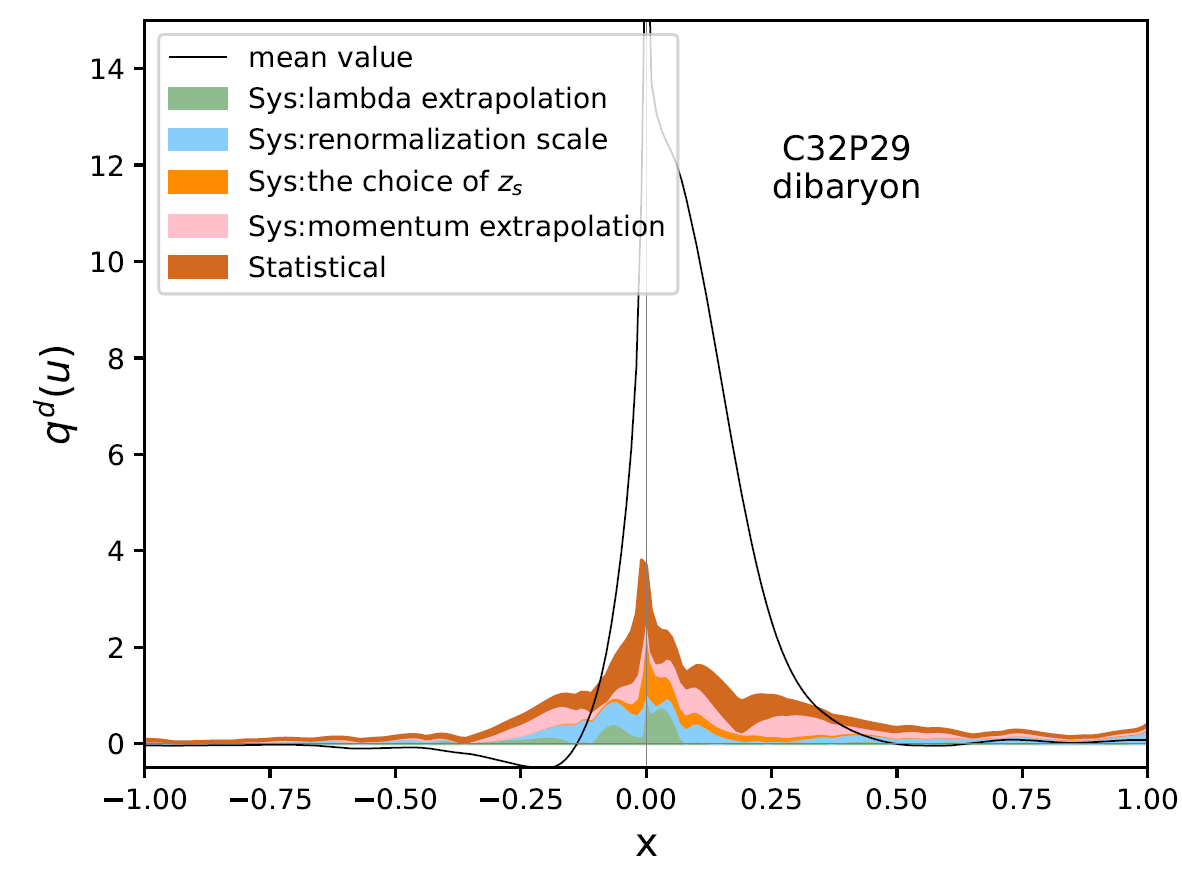 mean value
Sys:lambda extrapolation
Sys:renormalization scale
Sys:the choice of z_s
Sys:momentum extrapolation
Statistical
C32P29
dibaryon
14
12
10
8
6
4
2
0
q^d(u)
−1.00 −0.75 −0.50 −0.25 0.00 0.25 0.50 0.75 1.00
x